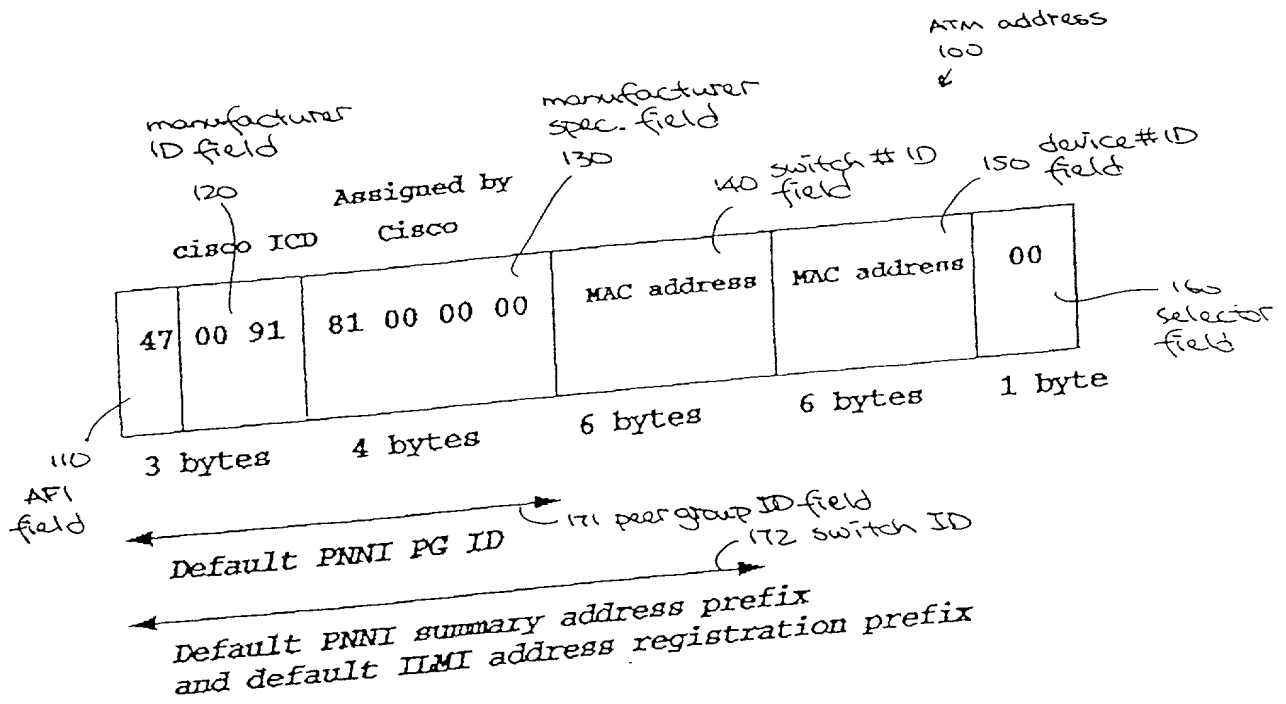 ATM address
100
manufacturer
ID field
120
manufacturer
spec. field
130
140 switch # ID
field
150 device # ID
field
cisco ICD
Assigned by
Cisco
47
00 91
81 00 00 00
MAC address
MAC address
00
160
selector
field
110
AFI
field
3 bytes
4 bytes
6 bytes
6 bytes
1 byte
171 peer group ID field
Default PNNI PG ID
172 switch ID
Default PNNI summary address prefix
and default ILMI address registration prefix